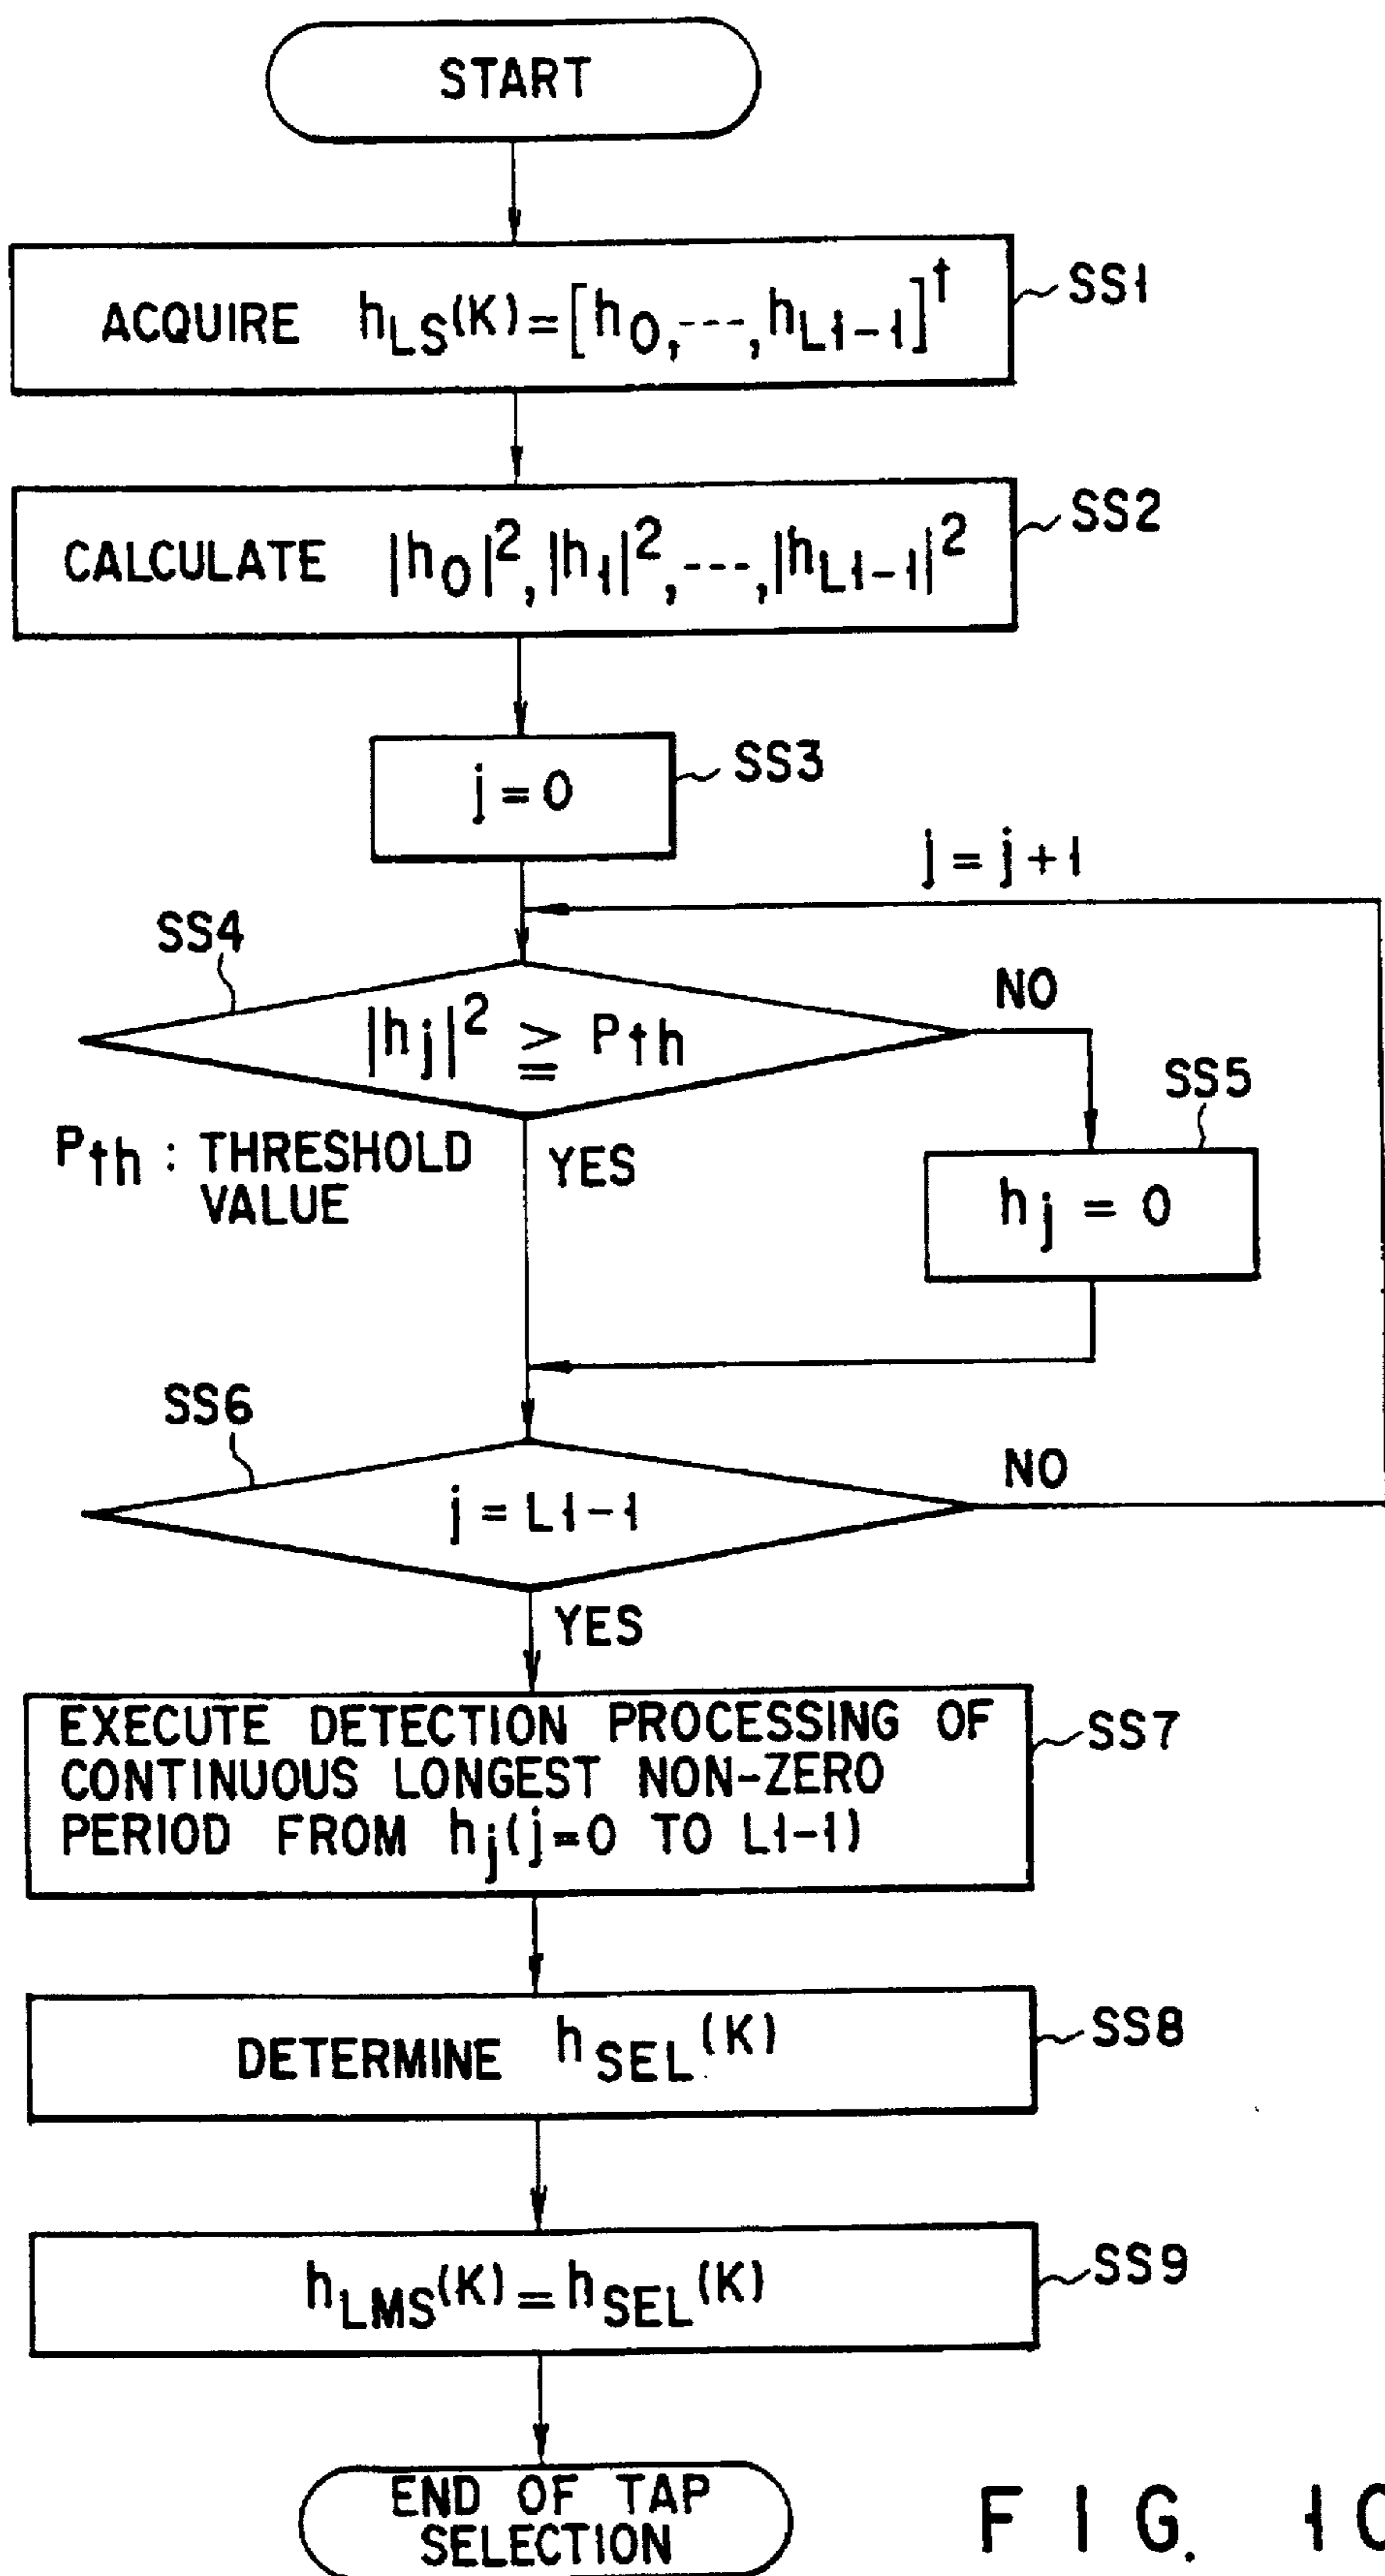 START
ACQUIRE h_LS(K) = [h_0, ---, h_L1-1]^t
SS1
CALCULATE |h_0|^2, |h_1|^2, ---, |h_L1-1|^2
SS2
j = 0
SS3
j = j + 1
SS4
|h_j|^2 ≧ P_th
NO
SS5
P_th : THRESHOLD
VALUE
YES
h_j = 0
SS6
j = L1-1
NO
YES
EXECUTE DETECTION PROCESSING OF
CONTINUOUS LONGEST NON-ZERO
PERIOD FROM h_j (j=0 TO L1-1)
SS7
DETERMINE h_SEL(K)
SS8
h_LMS(K) = h_SEL(K)
SS9
END OF TAP
SELECTION
FIG.